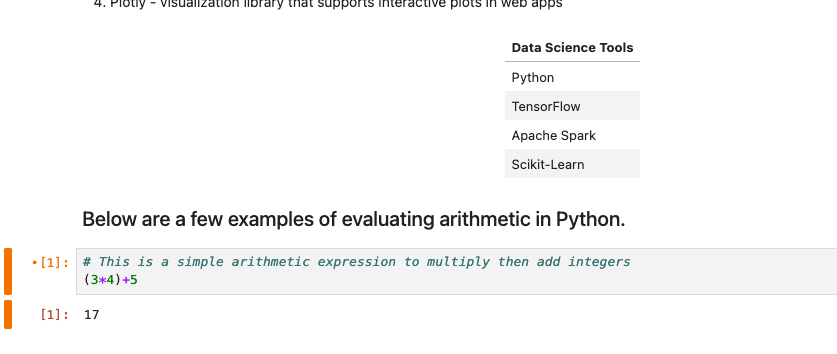 4. Plotly - visualization library that supports interactive plots in web apps
Data Science Tools
Python
TensorFlow
Apache Spark
Scikit-Learn
Below are a few examples of evaluating arithmetic in Python.
•[1]: # This is a simple arithmetic expression to multiply then add integers
(3*4)+5
[1]: 17